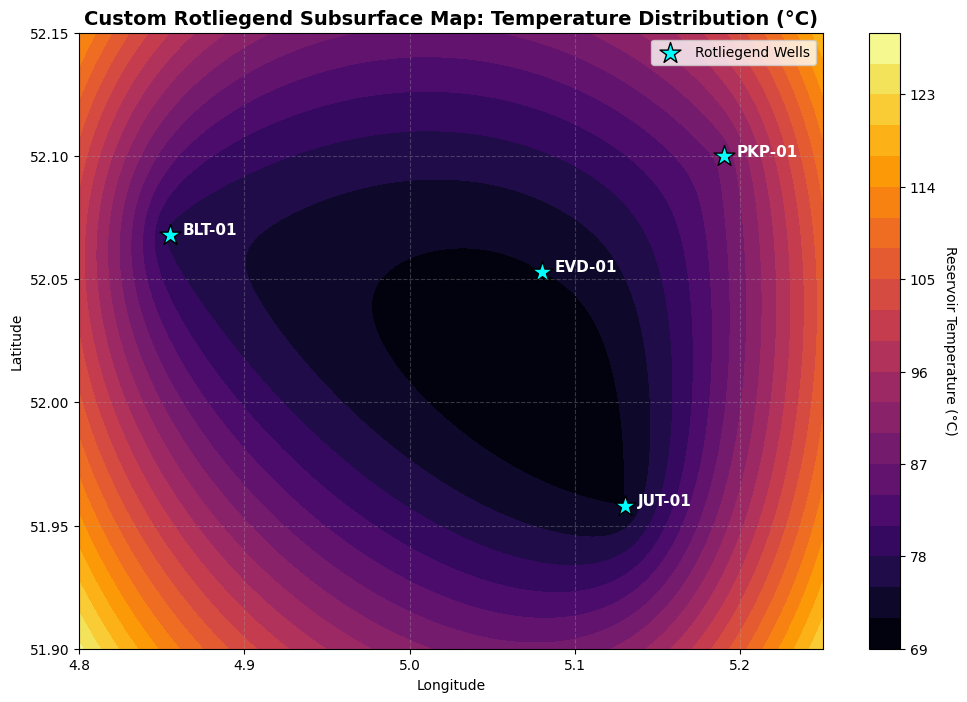 Custom Rotliegend Subsurface Map: Temperature Distribution (°C)
Rotliegend Wells
52.15
52.10
52.05
52.00
51.95
51.90
Latitude
PKP-01
BLT-01
EVD-01
JUT-01
4.8
4.9
5.0
5.1
5.2
Longitude
123
114
105
96
87
78
69
Reservoir Temperature (°C)